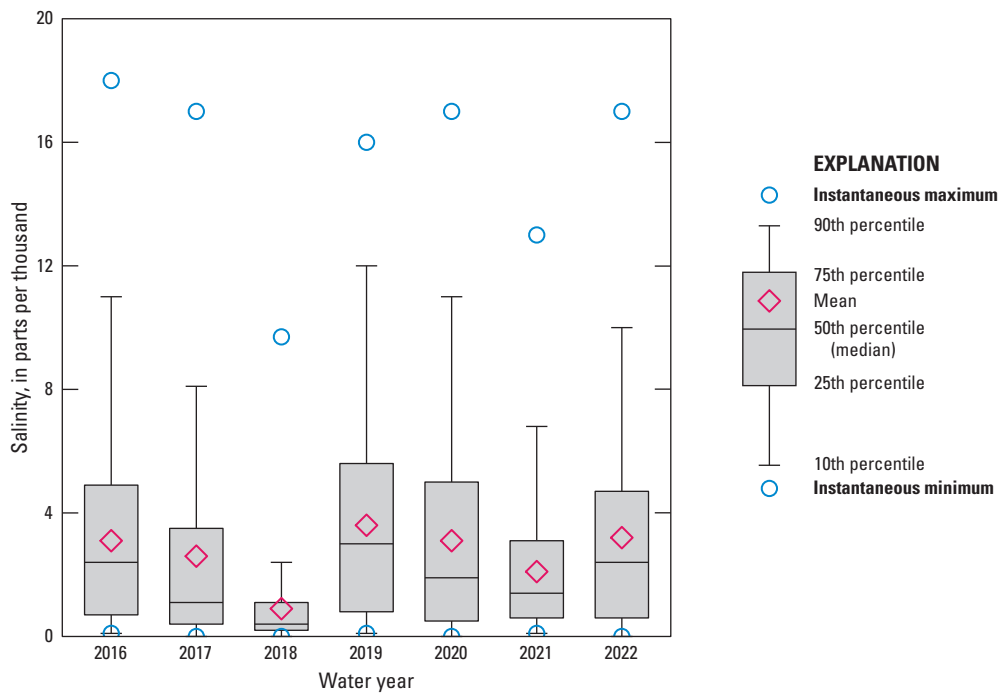 20
16
12
8
4
0
Salinity, in parts per thousand
2016 2017 2018 2019 2020 2021 2022
Water year
EXPLANATION
Instantaneous maximum
90th percentile
75th percentile
Mean
50th percentile
(median)
25th percentile
10th percentile
Instantaneous minimum